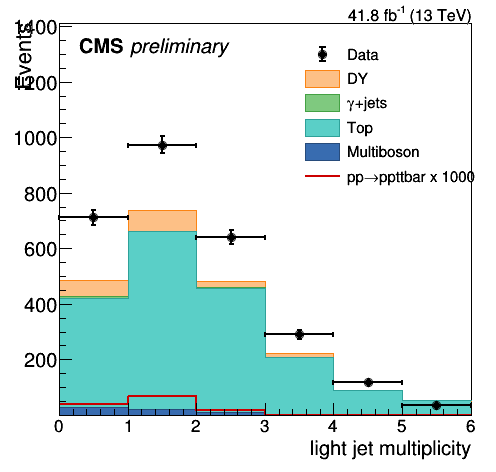 41.8 fb⁻¹ (13 TeV)
CMS preliminary
Events
1400
1200
1000
800
600
400
200
Data
DY
γ+jets
Top
Multiboson
pp→ppttbar x 1000
0 1 2 3 4 5 6
light jet multiplicity